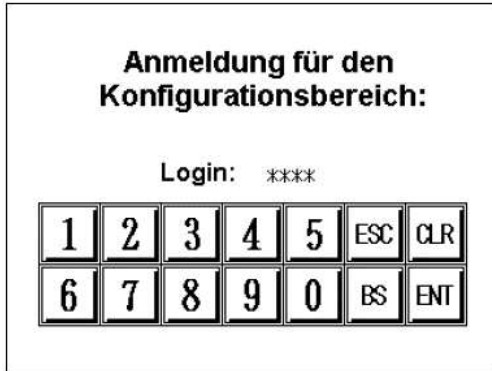 Anmeldung für den
Konfigurationsbereich:
Login: ****
1 2 3 4 5 ESC CLR
6 7 8 9 0 BS ENT